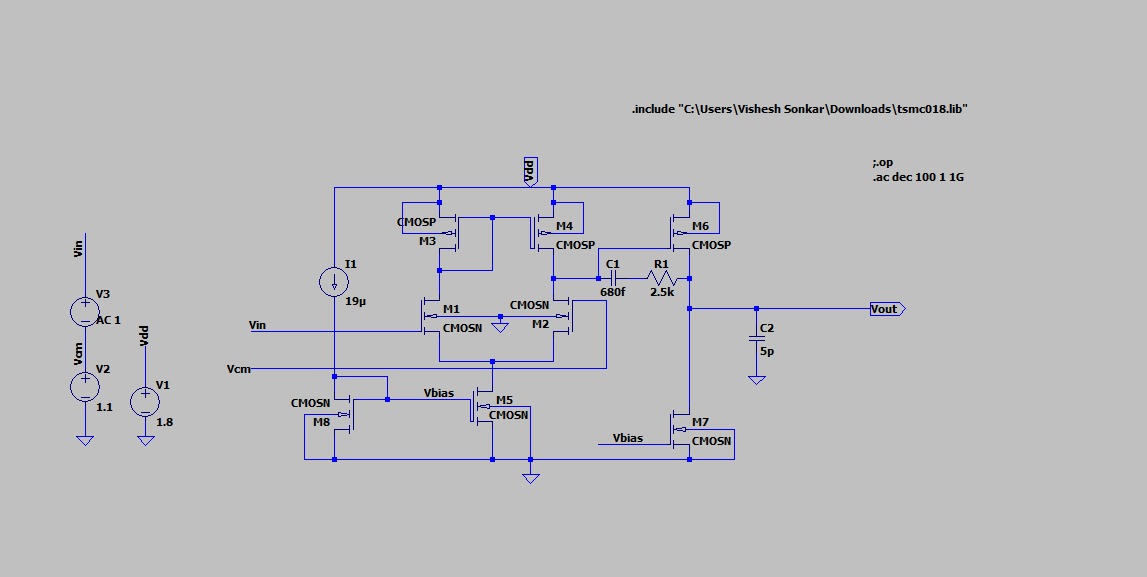 .include "C:\Users\Vishesh Sonkar\Downloads\tsmc018.lib"
;.op
.ac dec 100 1 1G
Vdd
CMOSP
M3
M4
CMOSP
M6
CMOSP
Vin
V3
AC 1
Vcm
V2
1.1
Vdd
V1
1.8
I1
19µ
C1
680f
R1
2.5k
M1
CMOSN
CMOSN
M2
Vin
Vcm
Vout
C2
5p
CMOSN
M8
Vbias
M5
CMOSN
Vbias
M7
CMOSN